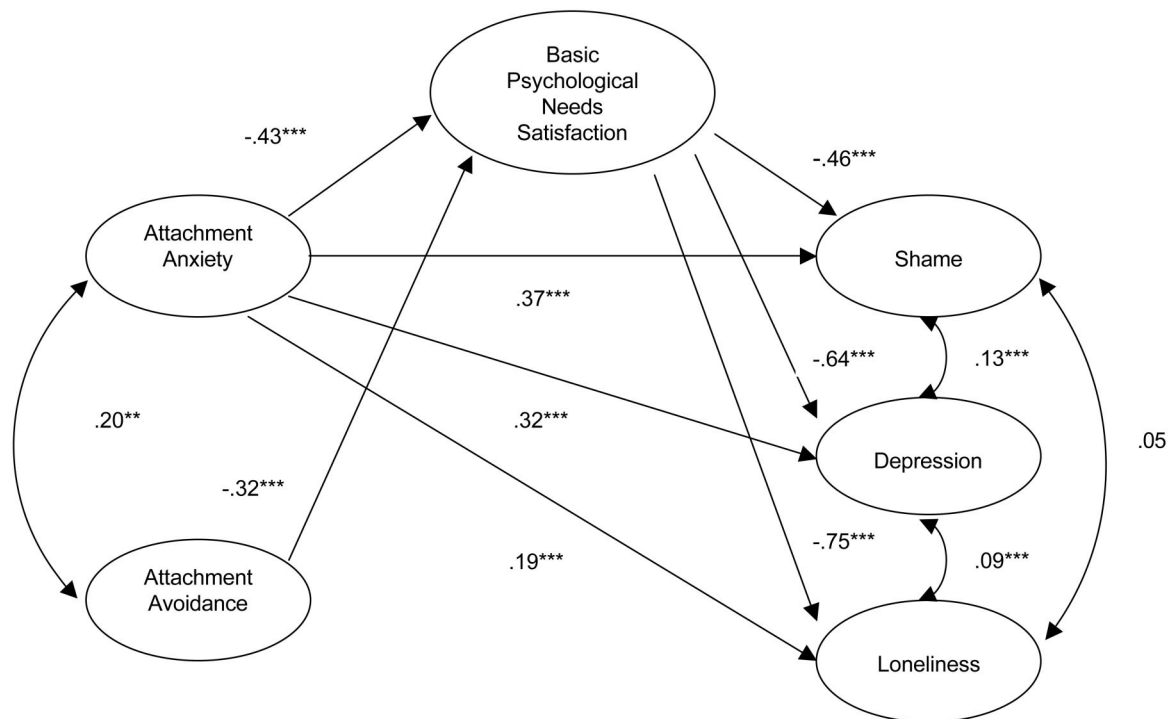 Basic
Psychological
Needs
Satisfaction
-.43***
-.46***
Attachment
Anxiety
Shame
.37***
-.64***
.13***
.20**
.32***
.05
Depression
-.32***
-.75***
.09***
.19***
Attachment
Avoidance
Loneliness